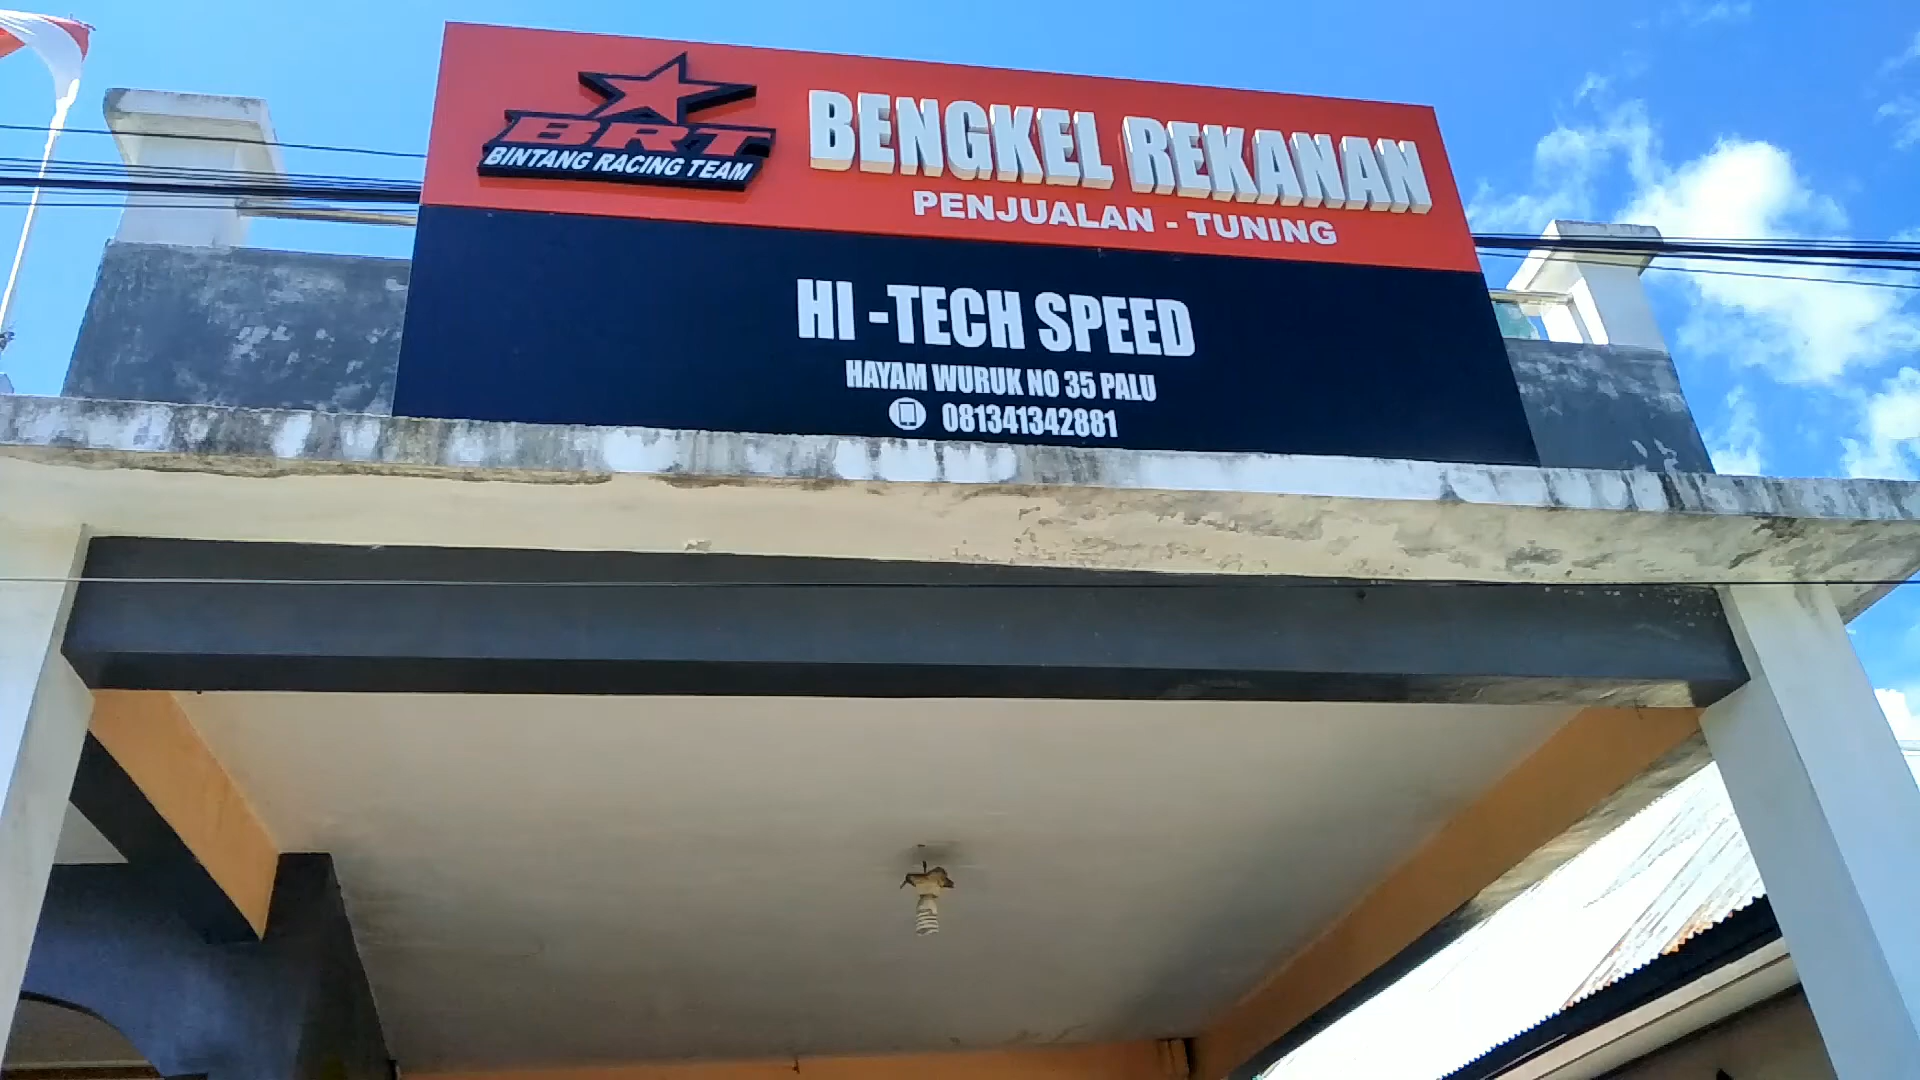 BRT
BINTANG RACING TEAM
BENGKEL REKANAN
PENJUALAN - TUNING
HI -TECH SPEED
HAYAM WURUK NO 35 PALU
081341342881